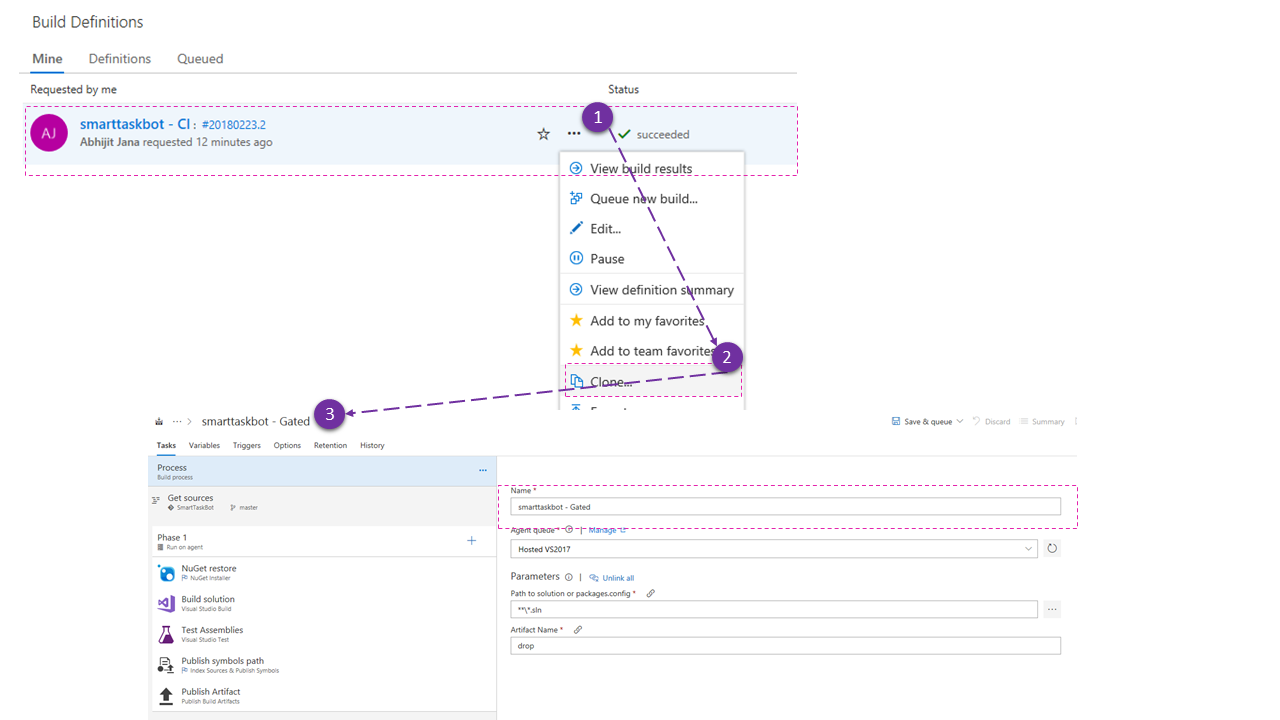 Build Definitions
Mine Definitions Queued
Requested by me Status
AJ smarttaskbot - CI : #20180223.2
Abhijit Jana requested 12 minutes ago
··· 1 succeeded
View build results
Queue new build...
Edit...
Pause
View definition summary
Add to my favorites
Add to team favorites
2
Clone...
3
··· > smarttaskbot - Gated
Save & queue Discard Summary
Tasks Variables Triggers Options Retention History
Process ···
Build process
Get sources
SmartTaskBot master
Phase 1 +
Run on agent
NuGet restore
NuGet Installer
Build solution
Visual Studio Build
Test Assemblies
Visual Studio Test
Publish symbols path
Index Sources & Publish Symbols
Publish Artifact
Publish Build Artifacts
Name *
smarttaskbot - Gated
Agent queue * | Manage
Hosted VS2017
Parameters | Unlink all
Path to solution or packages.config *
**\*.sln ···
Artifact Name *
drop